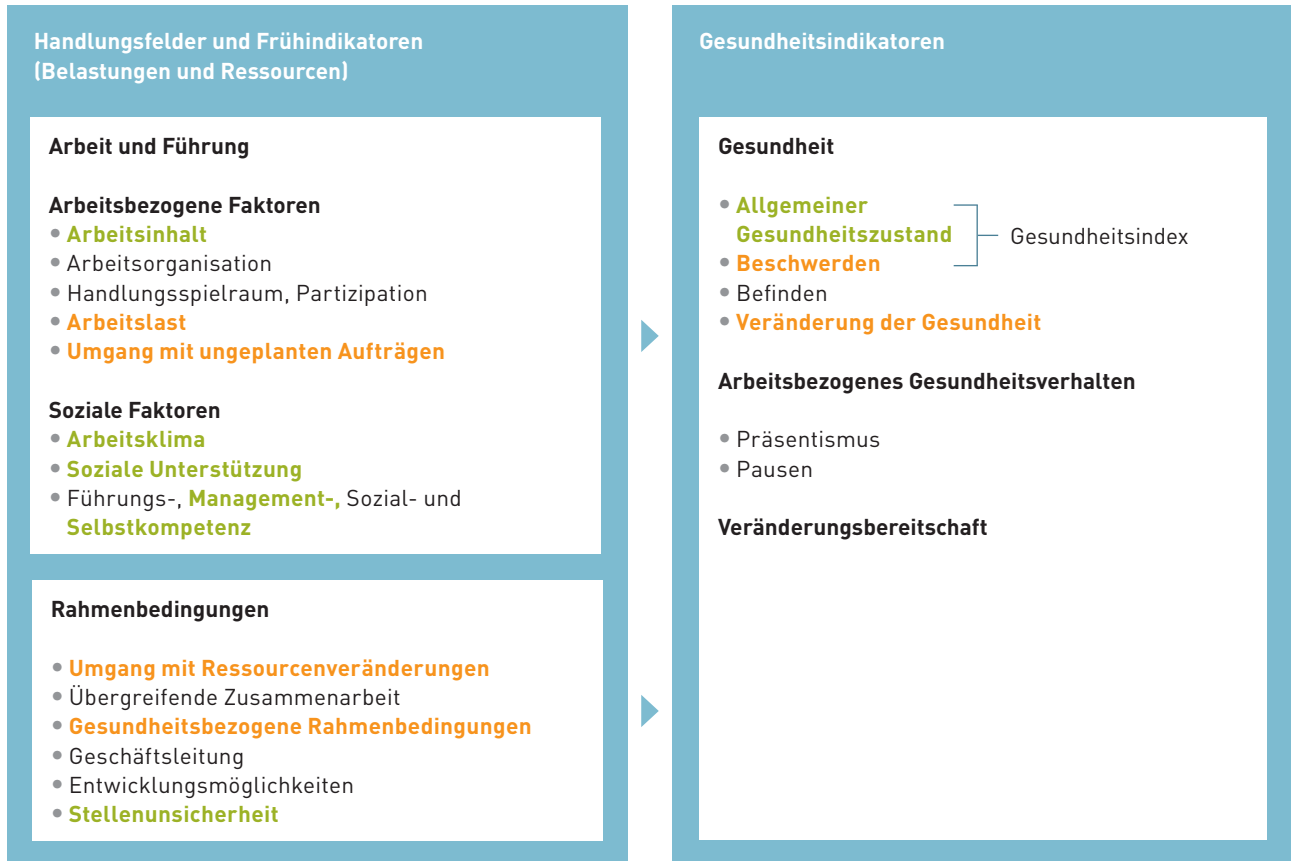 Handlungsfelder und Frühindikatoren
(Belastungen und Ressourcen)
Arbeit und Führung
Arbeitsbezogene Faktoren
• Arbeitsinhalt
• Arbeitsorganisation
• Handlungsspielraum, Partizipation
• Arbeitslast
• Umgang mit ungeplanten Aufträgen
Soziale Faktoren
• Arbeitsklima
• Soziale Unterstützung
• Führungs-, Management-, Sozial- und
Selbstkompetenz
Rahmenbedingungen
• Umgang mit Ressourcenveränderungen
• Übergreifende Zusammenarbeit
• Gesundheitsbezogene Rahmenbedingungen
• Geschäftsleitung
• Entwicklungsmöglichkeiten
• Stellenunsicherheit
Gesundheitsindikatoren
Gesundheit
• Allgemeiner
Gesundheitszustand
• Beschwerden
Gesundheitsindex
• Befinden
• Veränderung der Gesundheit
Arbeitsbezogenes Gesundheitsverhalten
• Präsentismus
• Pausen
Veränderungsbereitschaft